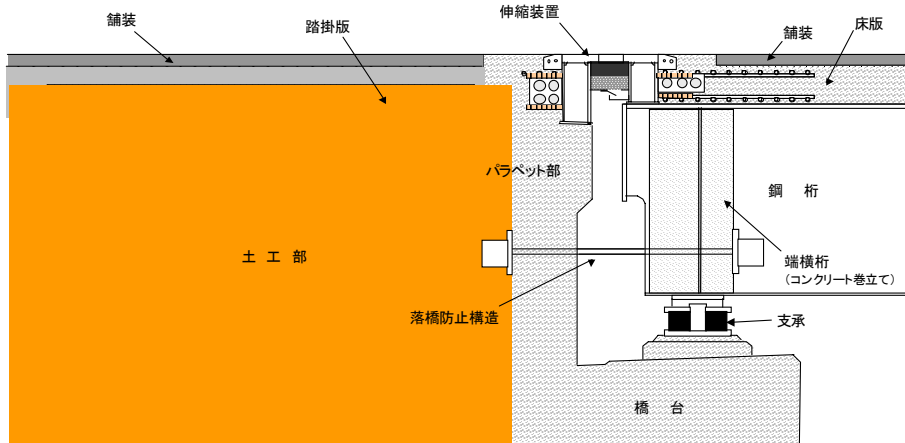 伸縮装置
舗装
踏掛版
舗装
床版
パラペット部
鋼 桁
土 工 部
端横桁
（コンクリート巻立て）
落橋防止構造
支承
橋 台